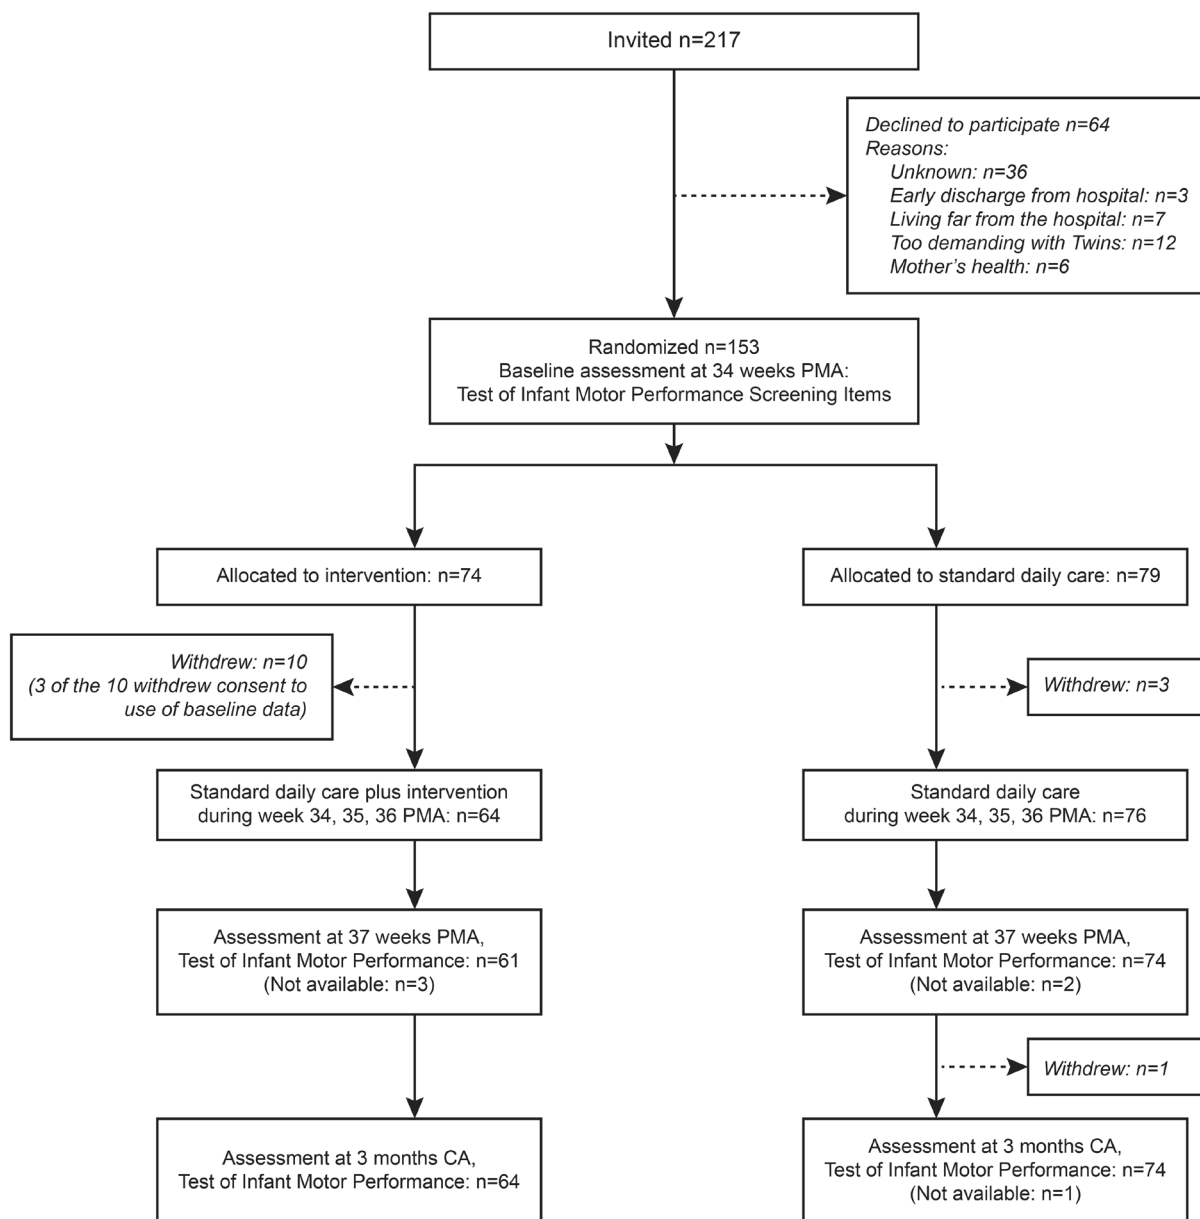 Invited n=217
Declined to participate n=64
Reasons:
Unknown: n=36
Early discharge from hospital: n=3
Living far from the hospital: n=7
Too demanding with Twins: n=12
Mother’s health: n=6
Randomized n=153
Baseline assessment at 34 weeks PMA:
Test of Infant Motor Performance Screening Items
Allocated to intervention: n=74
Allocated to standard daily care: n=79
Withdrew: n=10
(3 of the 10 withdrew consent to
use of baseline data)
Withdrew: n=3
Standard daily care plus intervention
during week 34, 35, 36 PMA: n=64
Standard daily care
during week 34, 35, 36 PMA: n=76
Assessment at 37 weeks PMA,
Test of Infant Motor Performance: n=61
(Not available: n=3)
Assessment at 37 weeks PMA,
Test of Infant Motor Performance: n=74
(Not available: n=2)
Withdrew: n=1
Assessment at 3 months CA,
Test of Infant Motor Performance: n=64
Assessment at 3 months CA,
Test of Infant Motor Performance: n=74
(Not available: n=1)